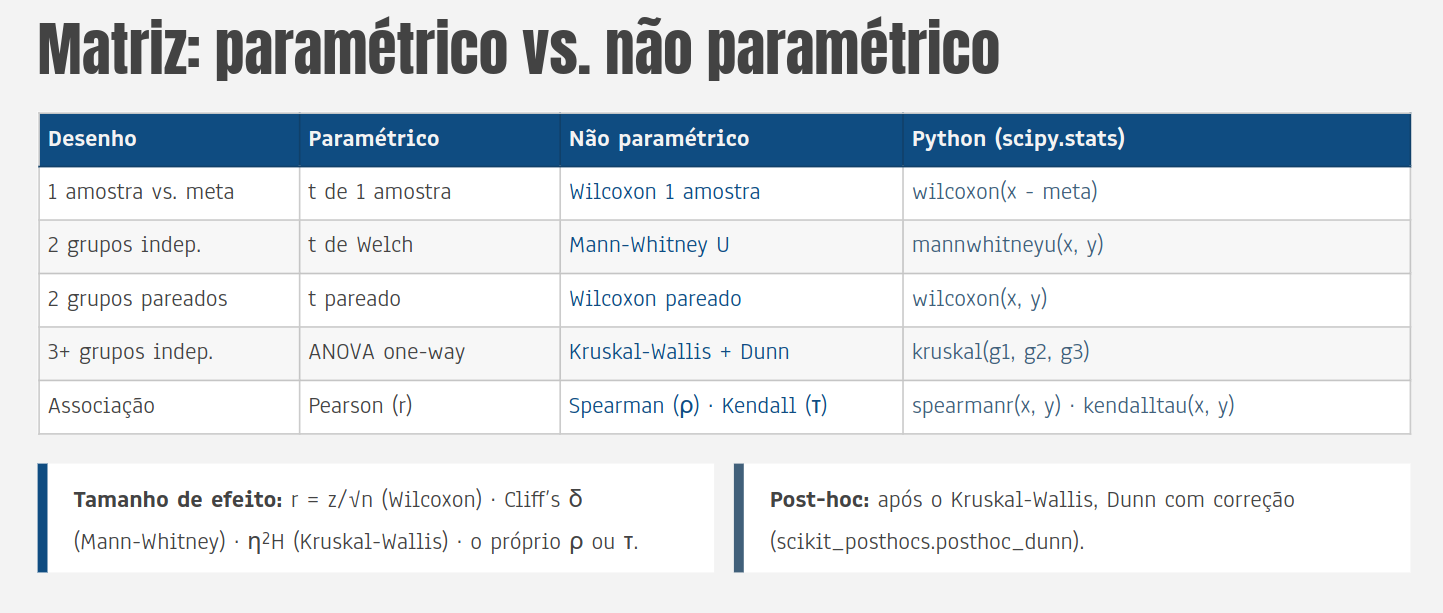 Matriz: paramétrico vs. não paramétrico
Desenho Paramétrico Não paramétrico Python (scipy.stats)
1 amostra vs. meta t de 1 amostra Wilcoxon 1 amostra wilcoxon(x - meta)
2 grupos indep. t de Welch Mann-Whitney U mannwhitneyu(x, y)
2 grupos pareados t pareado Wilcoxon pareado wilcoxon(x, y)
3+ grupos indep. ANOVA one-way Kruskal-Wallis + Dunn kruskal(g1, g2, g3)
Associação Pearson (r) Spearman (ρ) · Kendall (τ) spearmanr(x, y) · kendalltau(x, y)
Tamanho de efeito: r = z/√n (Wilcoxon) · Cliff's δ
(Mann-Whitney) · η²H (Kruskal-Wallis) · o próprio ρ ou τ.
Post-hoc: após o Kruskal-Wallis, Dunn com correção
(scikit_posthocs.posthoc_dunn).